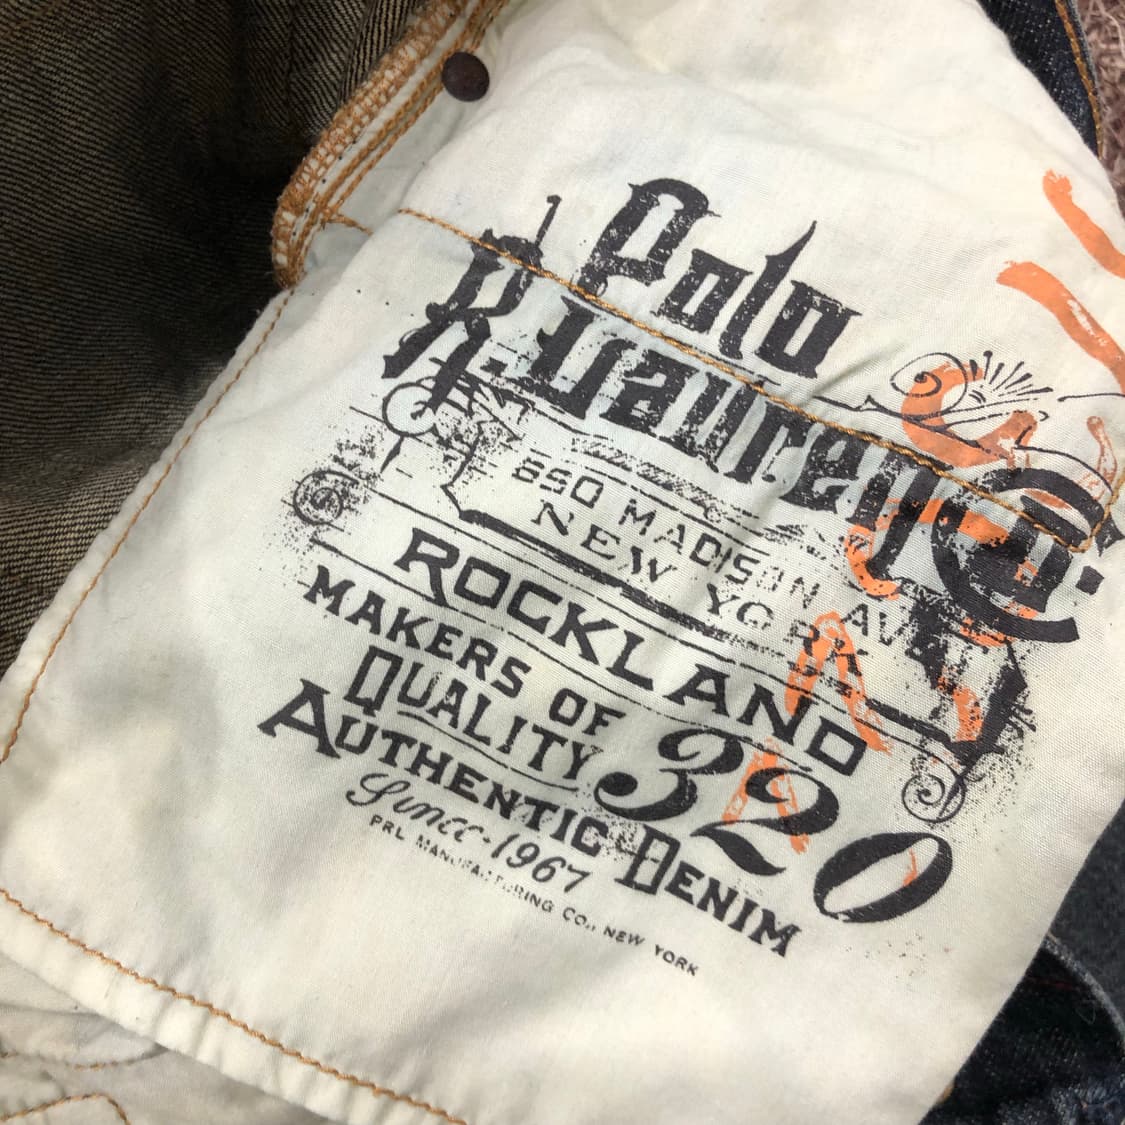 Polo
R. Lauren Co.
650 MADISON AVE
NEW YORK
ROCKLAND
MAKERS OF
QUALITY
320
AUTHENTIC DENIM
Since 1967
PRL MANUFACTURING CO., NEW YORK